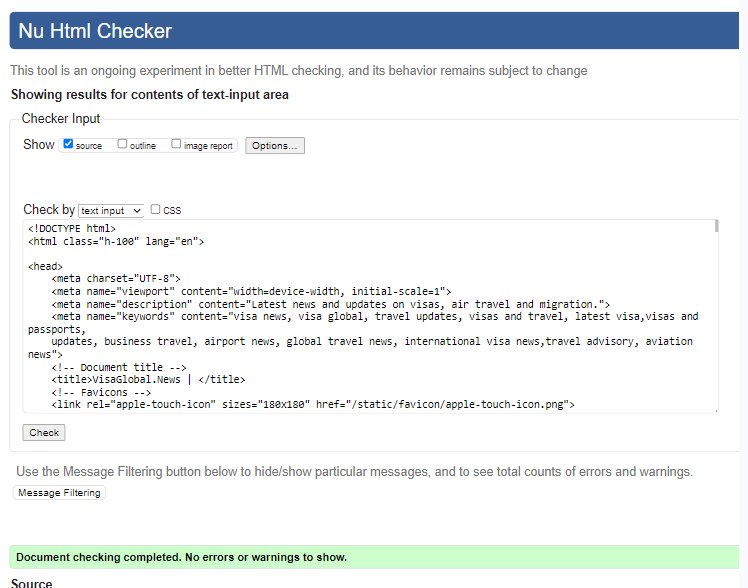 Nu Html Checker
This tool is an ongoing experiment in better HTML checking, and its behavior remains subject to change
Showing results for contents of text-input area
Checker Input
Show source outline image report Options...
Check by text input CSS
<!DOCTYPE html>
<html class="h-100" lang="en">
<head>
<meta charset="UTF-8">
<meta name="viewport" content="width=device-width, initial-scale=1">
<meta name="description" content="Latest news and updates on visas, air travel and migration.">
<meta name="keywords" content="visa news, visa global, travel updates, visas and travel, latest visa,visas and
passports,
updates, business travel, airport news, global travel news, international visa news,travel advisory, aviation
news">
<!-- Document title -->
<title>VisaGlobal.News | </title>
<!-- Favicons -->
<link rel="apple-touch-icon" sizes="180x180" href="/static/favicon/apple-touch-icon.png">
Check
Use the Message Filtering button below to hide/show particular messages, and to see total counts of errors and warnings.
Message Filtering
Document checking completed. No errors or warnings to show.
Source